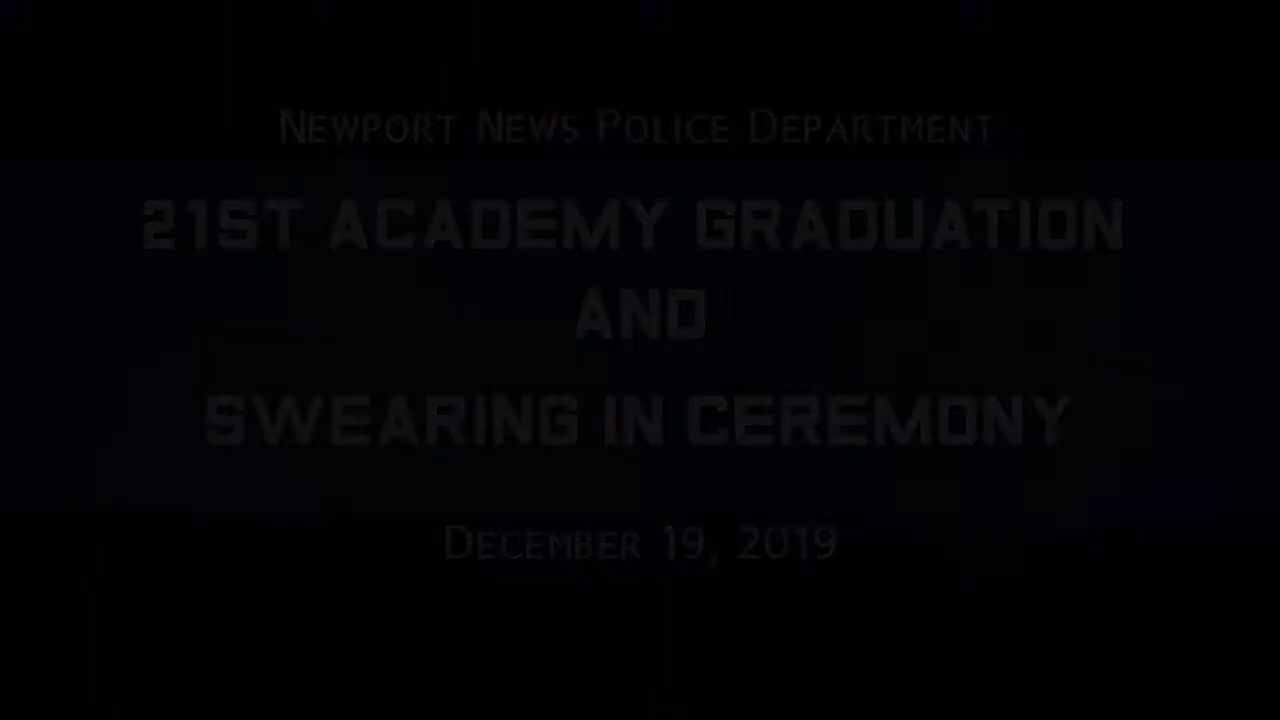 Newport News Police Department
21ST ACADEMY GRADUATION
AND
SWEARING IN CEREMONY
December 19, 2019